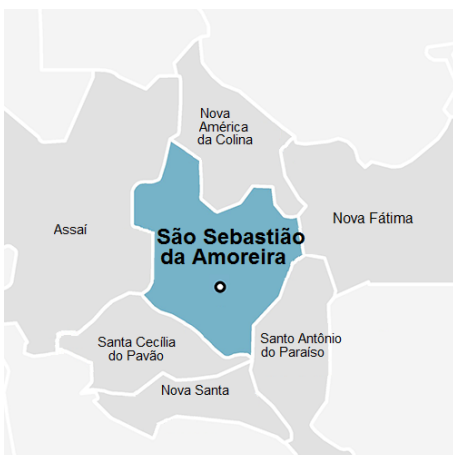 Nova
América
da Colina
Assaí
Nova Fátima
São Sebastião
da Amoreira
Santa Cecília
do Pavão
Santo Antônio
do Paraíso
Nova Santa